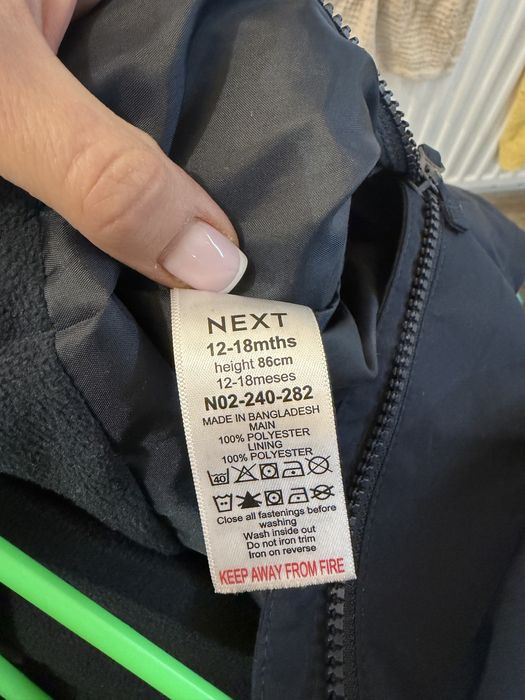 NEXT
12-18mths
height 86cm
12-18meses
N02-240-282
MADE IN BANGLADESH
MAIN
100% POLYESTER
LINING
100% POLYESTER
40
Close all fastenings before
washing
Wash inside out
Do not iron trim
Iron on reverse
KEEP AWAY FROM FIRE